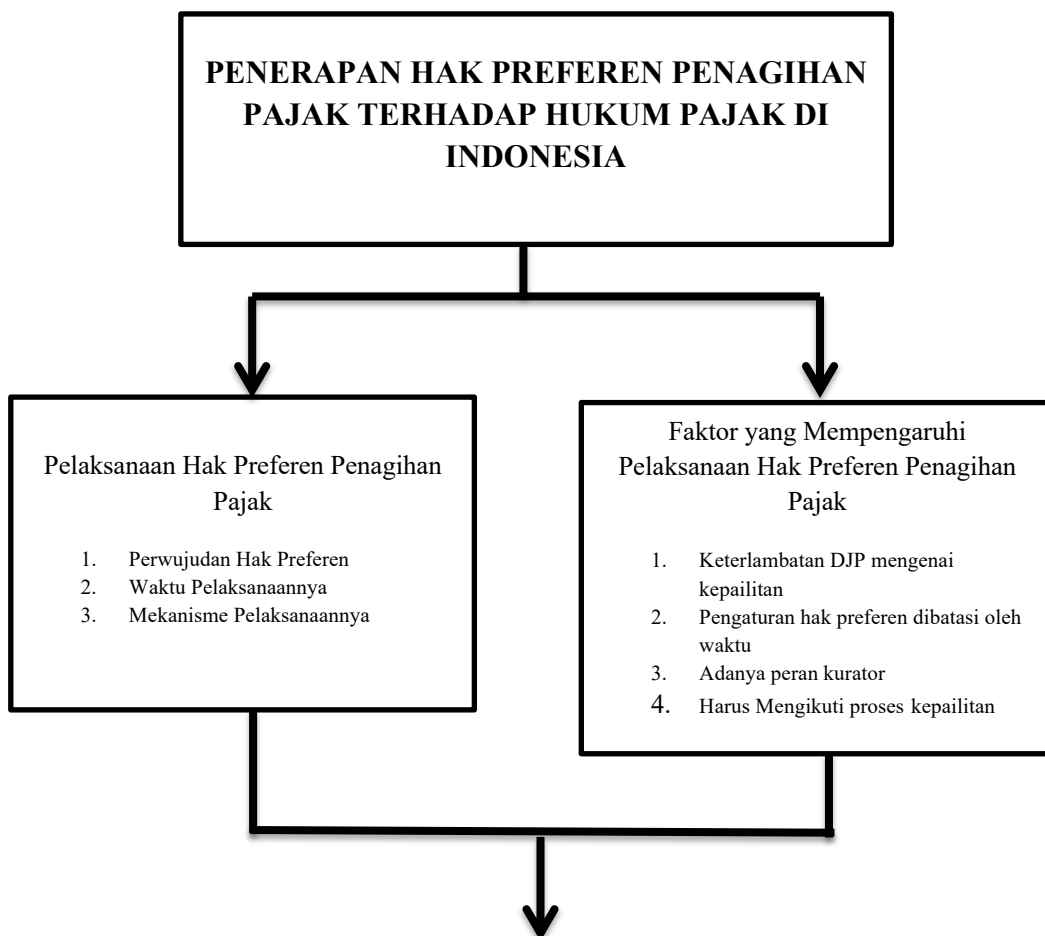 PENERAPAN HAK PREFEREN PENAGIHAN
PAJAK TERHADAP HUKUM PAJAK DI
INDONESIA
Pelaksanaan Hak Preferen Penagihan
Pajak
1. Perwujudan Hak Preferen
2. Waktu Pelaksanaannya
3. Mekanisme Pelaksanaannya
Faktor yang Mempengaruhi
Pelaksanaan Hak Preferen Penagihan
Pajak
1. Keterlambatan DJP mengenai
kepailitan
2. Pengaturan hak preferen dibatasi oleh
waktu
3. Adanya peran kurator
4. Harus Mengikuti proses kepailitan